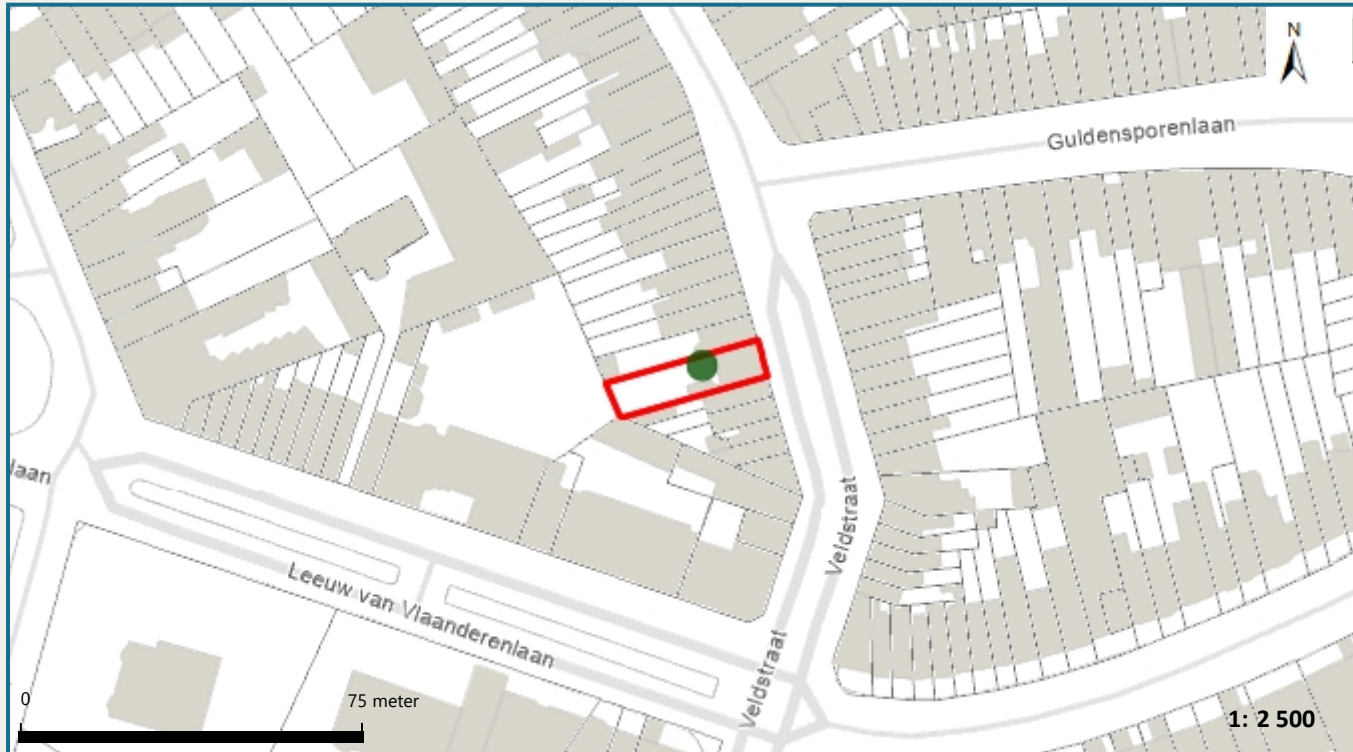 N
Guldensporenlaan
Veldstraat
laan
Leeuw van Vlaanderenlaan
Veldstraat
0 75 meter
1: 2 500